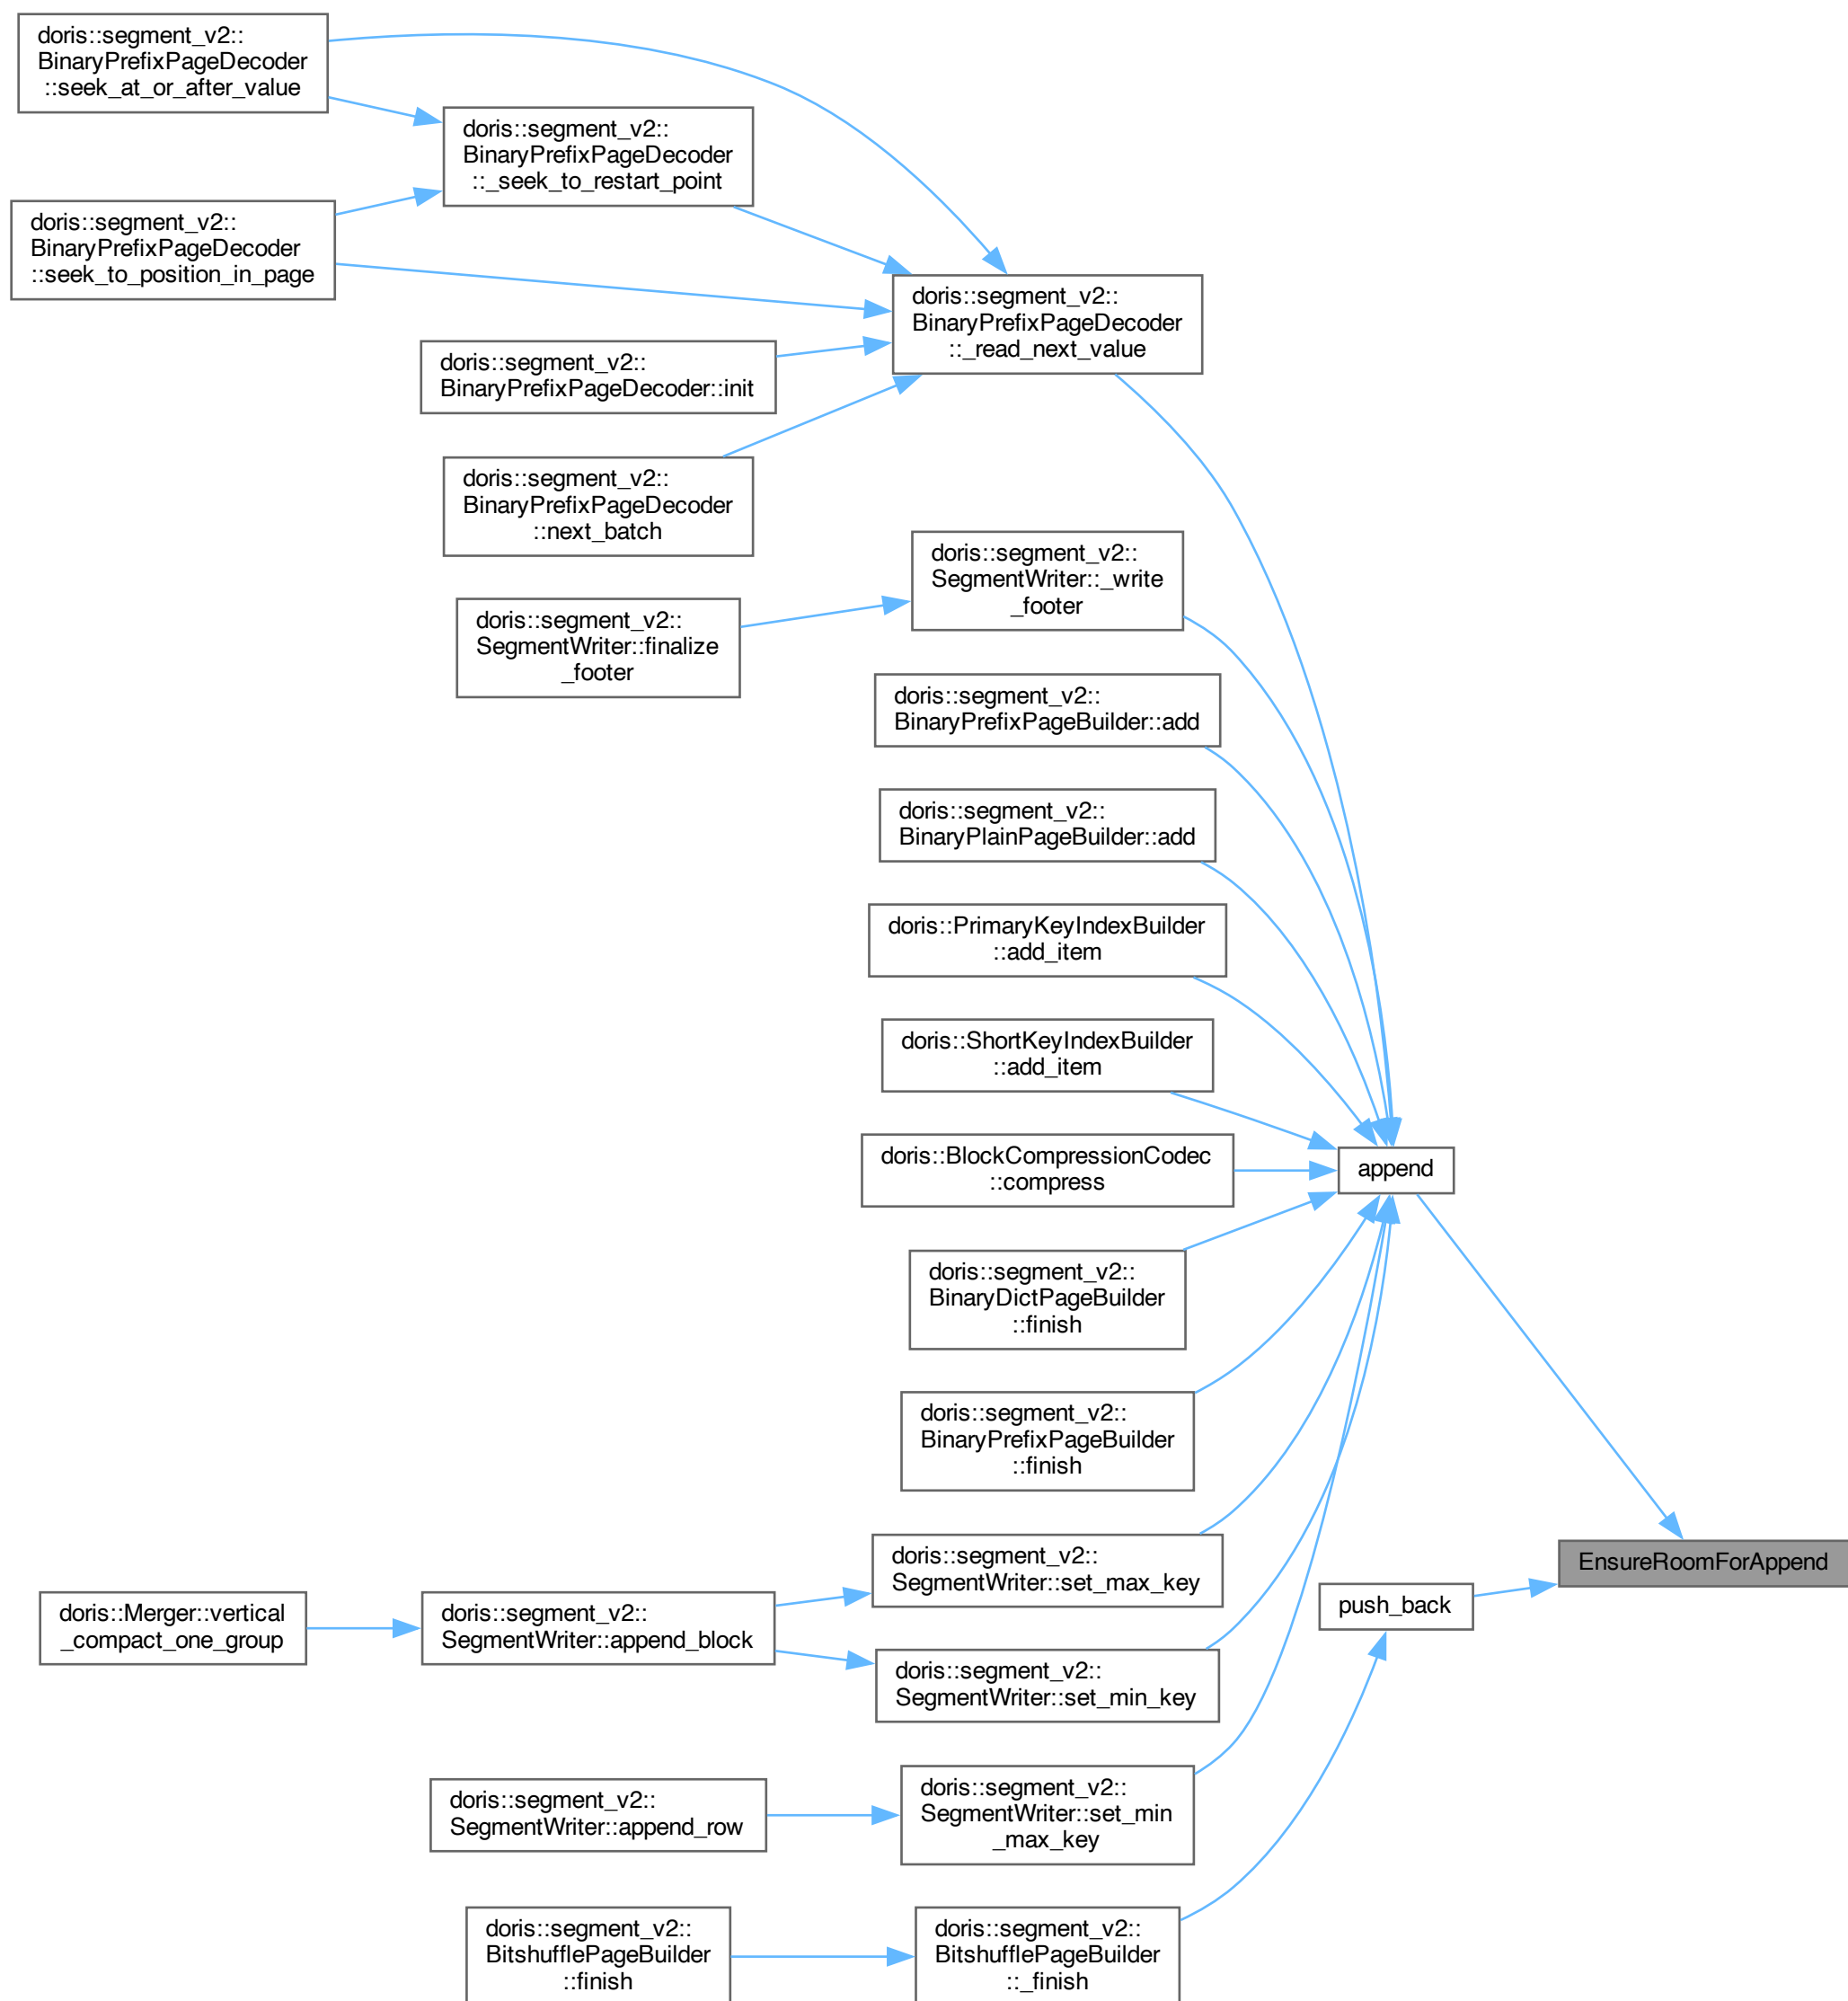 doris::segment_v2::
BinaryPrefixPageDecoder
::seek_at_or_after_value
doris::segment_v2::
BinaryPrefixPageDecoder
::_seek_to_restart_point
doris::segment_v2::
BinaryPrefixPageDecoder
::seek_to_position_in_page
doris::segment_v2::
BinaryPrefixPageDecoder
::_read_next_value
doris::segment_v2::
BinaryPrefixPageDecoder::init
doris::segment_v2::
BinaryPrefixPageDecoder
::next_batch
doris::segment_v2::
SegmentWriter::_write
_footer
doris::segment_v2::
SegmentWriter::finalize
_footer
doris::segment_v2::
BinaryPrefixPageBuilder::add
doris::segment_v2::
BinaryPlainPageBuilder::add
doris::PrimaryKeyIndexBuilder
::add_item
doris::ShortKeyIndexBuilder
::add_item
doris::BlockCompressionCodec
::compress
append
doris::segment_v2::
BinaryDictPageBuilder
::finish
doris::segment_v2::
BinaryPrefixPageBuilder
::finish
doris::segment_v2::
SegmentWriter::set_max_key
EnsureRoomForAppend
push_back
doris::Merger::vertical
_compact_one_group
doris::segment_v2::
SegmentWriter::append_block
doris::segment_v2::
SegmentWriter::set_min_key
doris::segment_v2::
SegmentWriter::append_row
doris::segment_v2::
SegmentWriter::set_min
_max_key
doris::segment_v2::
BitshufflePageBuilder
::finish
doris::segment_v2::
BitshufflePageBuilder
::_finish